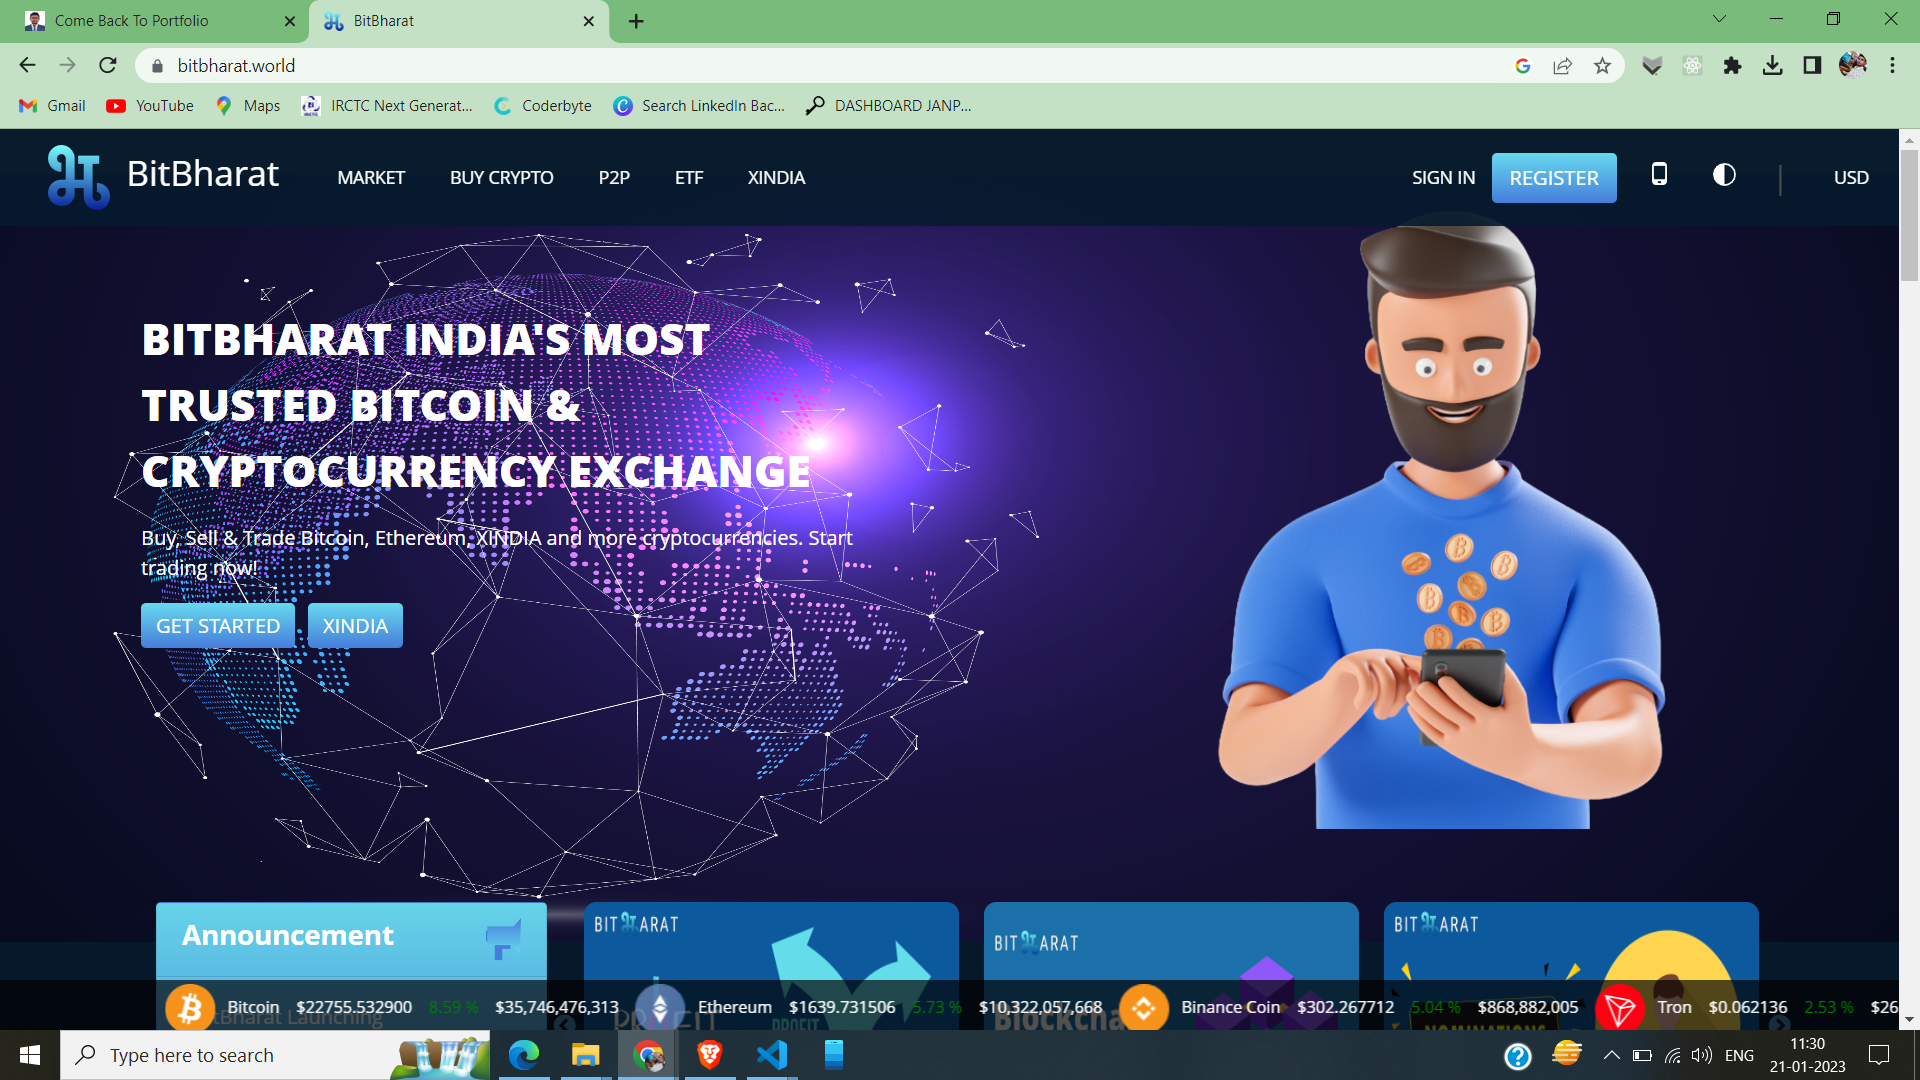 Come Back To Portfolio
BitBharat
bitbharat.world
Gmail
YouTube
Maps
IRCTC Next Generat...
Coderbyte
Search LinkedIn Bac...
DASHBOARD JANP...
BitBharat
MARKET
BUY CRYPTO
P2P
ETF
XINDIA
SIGN IN
REGISTER
USD
BITBHARAT INDIA'S MOST
TRUSTED BITCOIN &
CRYPTOCURRENCY EXCHANGE
Buy, Sell & Trade Bitcoin, Ethereum, XINDIA and more cryptocurrencies. Start
trading now!
GET STARTED
XINDIA
Announcement
BIT ARAT
BIT ARAT
BIT ARAT
Bitcoin $22755.532900 8.59 % $35,746,476,313
Ethereum $1639.731506 5.73 % $10,322,057,668
Binance Coin $302.267712 5.04 % $868,882,005
Tron $0.062136 2.53 % $26
Type here to search
ENG
11:30
21-01-2023